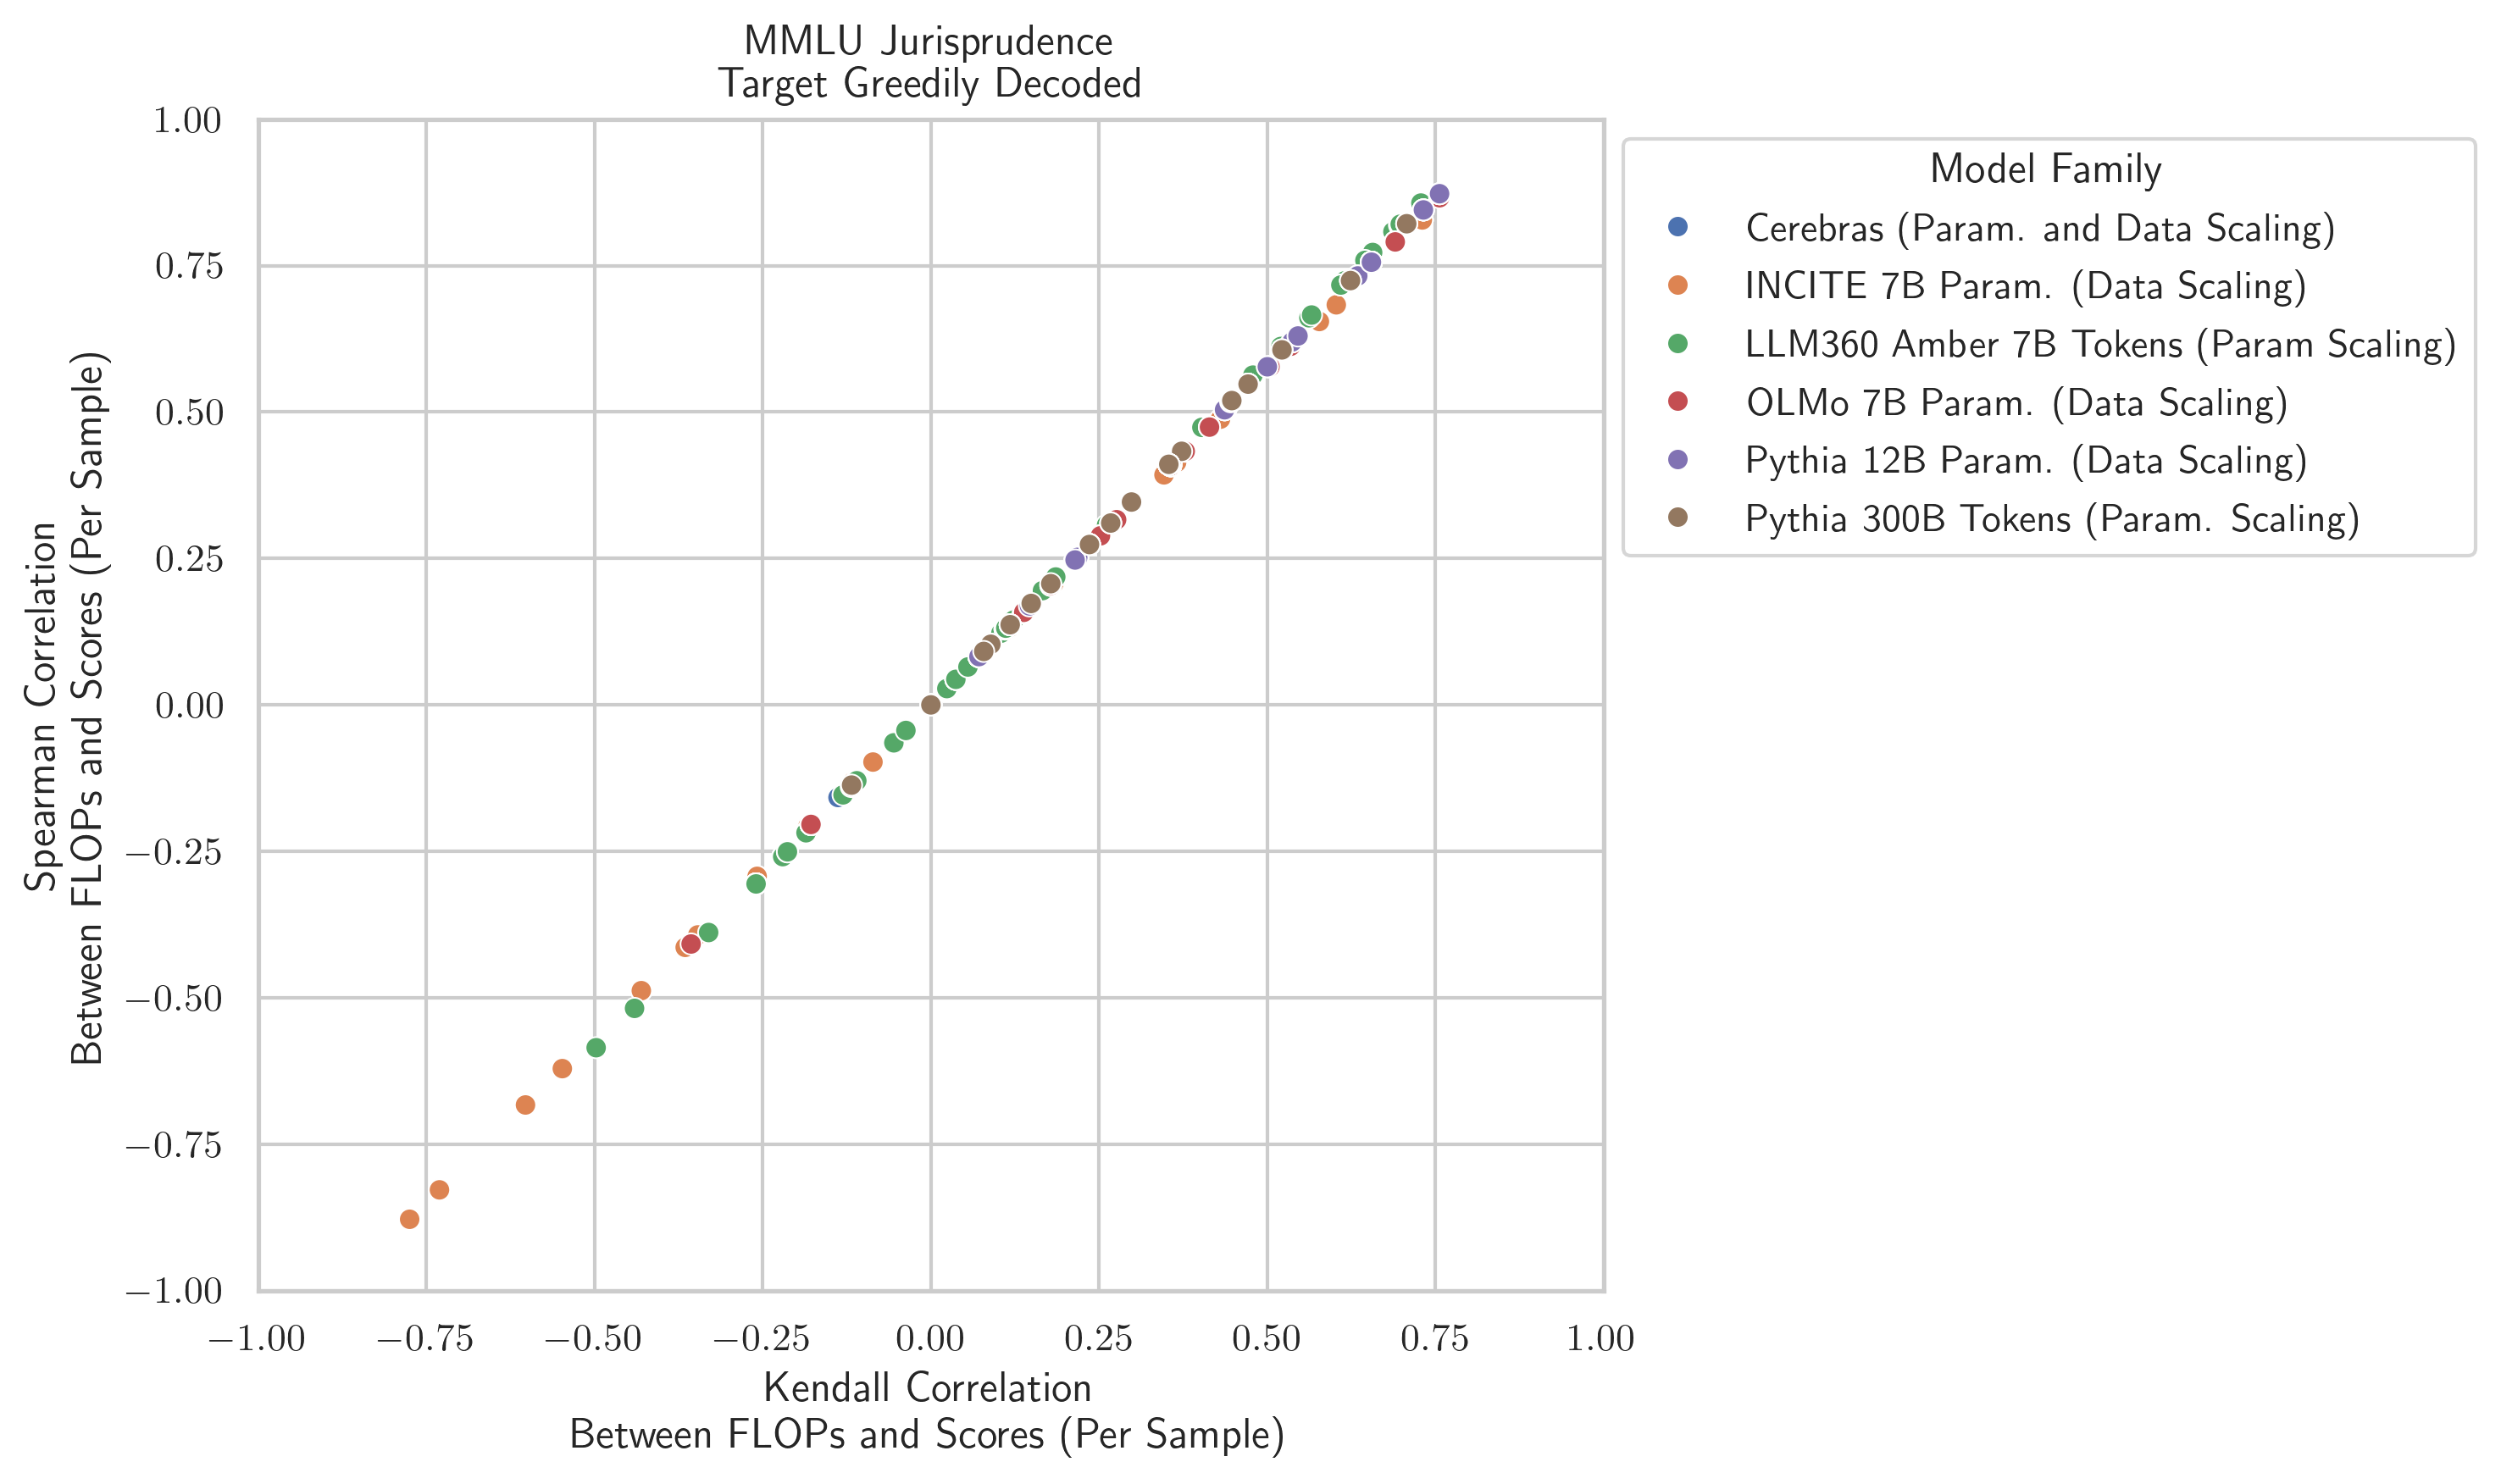 MMLU Jurisprudence
Target Greedily Decoded
Spearman Correlation
Between FLOPs and Scores (Per Sample)
1.00
0.75
0.50
0.25
0.00
−0.25
−0.50
−0.75
−1.00
−1.00
−0.75
−0.50
−0.25
0.00
0.25
0.50
0.75
1.00
Kendall Correlation
Between FLOPs and Scores (Per Sample)
Model Family
Cerebras (Param. and Data Scaling)
INCITE 7B Param. (Data Scaling)
LLM360 Amber 7B Tokens (Param Scaling)
OLMo 7B Param. (Data Scaling)
Pythia 12B Param. (Data Scaling)
Pythia 300B Tokens (Param. Scaling)